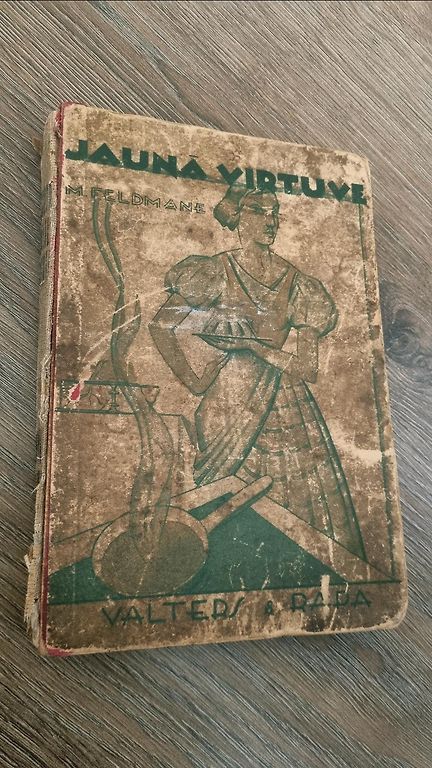 JAUNĀ VIRTUVE
M. FELDMANE
VALTERS & RAPA